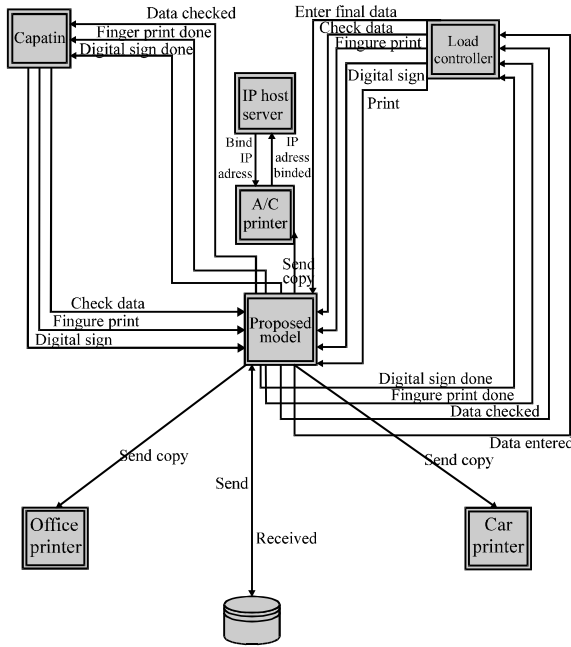 Data checked
Finger print done
Digital sign done
Capatin
Enter final data
Check data
Fingure print
Digital sign
Print
Load
controller
IP host
server
Bind
IP
adress
IP
adress
binded
A/C
printer
Send
copy
Proposed
model
Check data
Fingure print
Digital sign
Digital sign done
Fingure print done
Data checked
Data entered
Send copy
Send copy
Send
Received
Office
printer
Car
printer